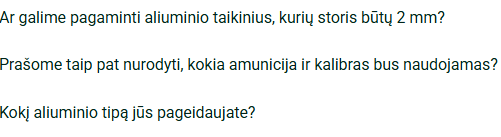 Ar galime pagaminti aliuminio taikinius, kurių storis būtų 2 mm?
Prašome taip pat nurodyti, kokia amunicija ir kalibras bus naudojamas?
Kokį aliuminio tipą jūs pageidaujate?